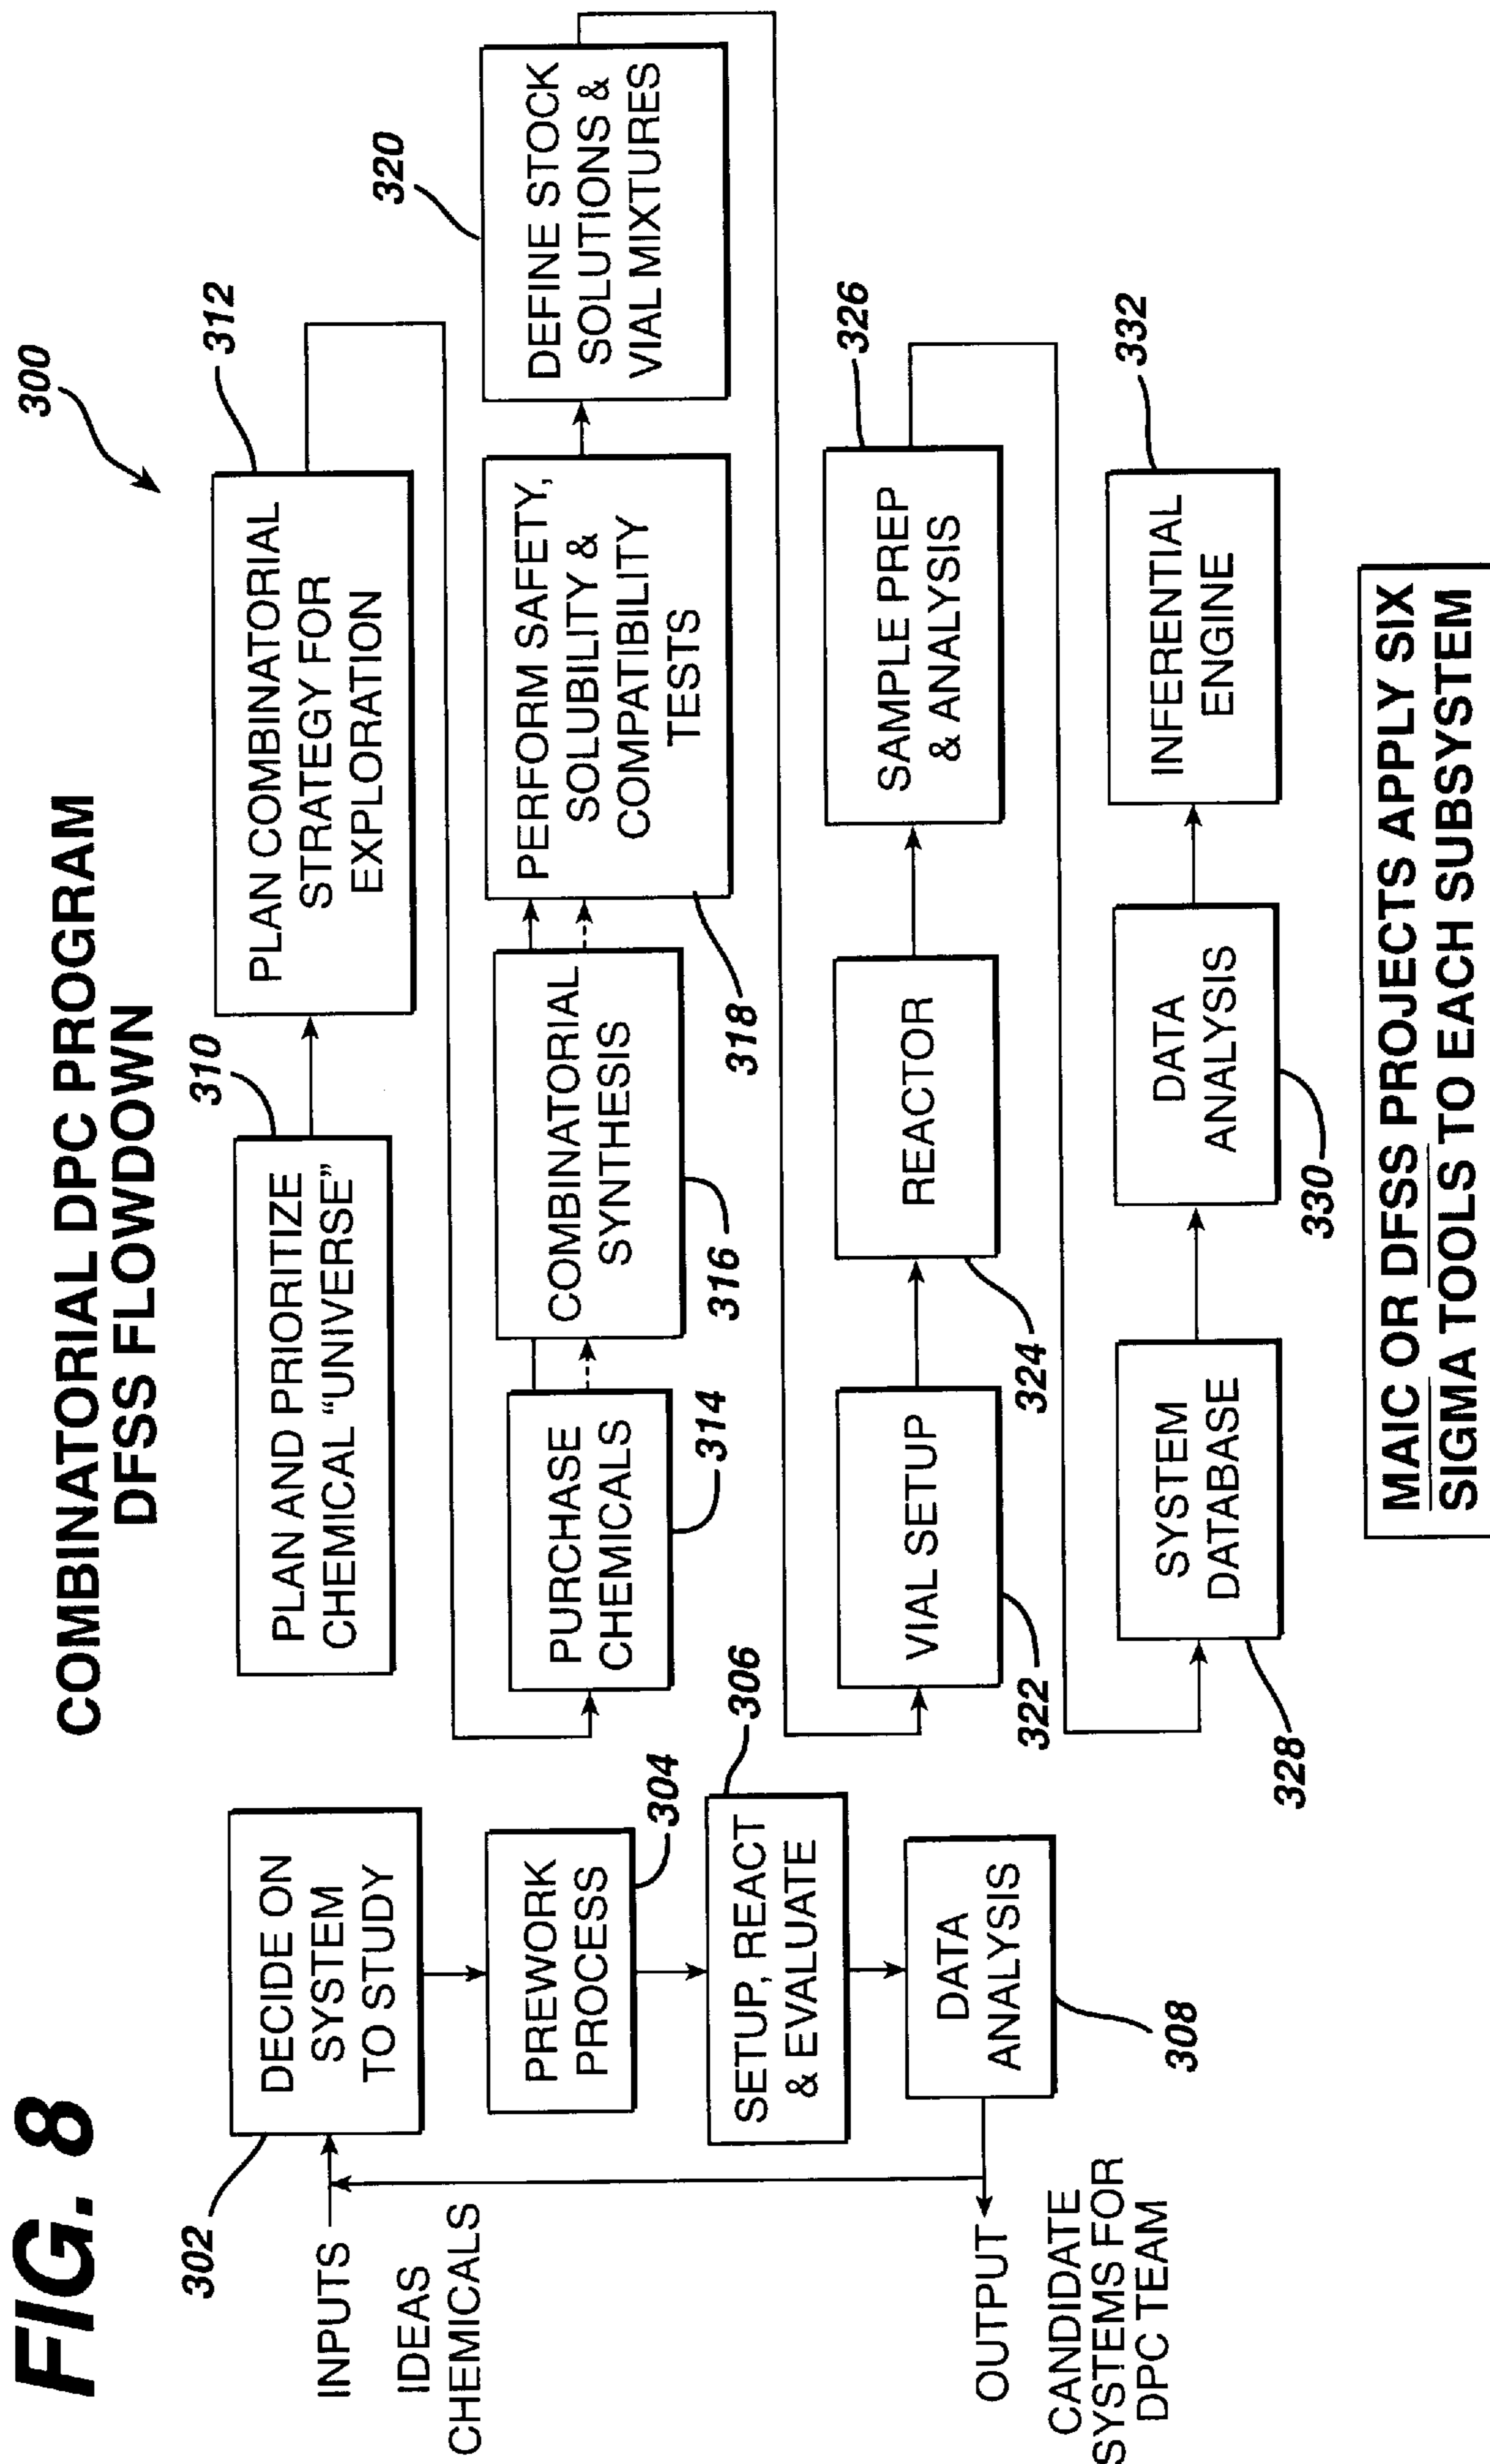 FIG. 8
COMBINATORIAL DPC PROGRAM
DFSS FLOWDOWN
300
302
DECIDE ON
SYSTEM
TO STUDY
INPUTS
IDEAS
CHEMICALS
PREWORK
PROCESS
304
SETUP, REACT
& EVALUATE
306
DATA
ANALYSIS
308
OUTPUT
CANDIDATE
SYSTEMS FOR
DPC TEAM
310
PLAN AND PRIORITIZE
CHEMICAL "UNIVERSE"
312
PLAN COMBINATORIAL
STRATEGY FOR
EXPLORATION
PURCHASE
CHEMICALS
314
COMBINATORIAL
SYNTHESIS
316
PERFORM SAFETY,
SOLUBILITY &
COMPATIBILITY
TESTS
318
320
DEFINE STOCK
SOLUTIONS &
VIAL MIXTURES
VIAL SETUP
322
REACTOR
324
326
SAMPLE PREP
& ANALYSIS
SYSTEM
DATABASE
328
DATA
ANALYSIS
330
332
INFERENTIAL
ENGINE
MAIC OR DFSS PROJECTS APPLY SIX
SIGMA TOOLS TO EACH SUBSYSTEM